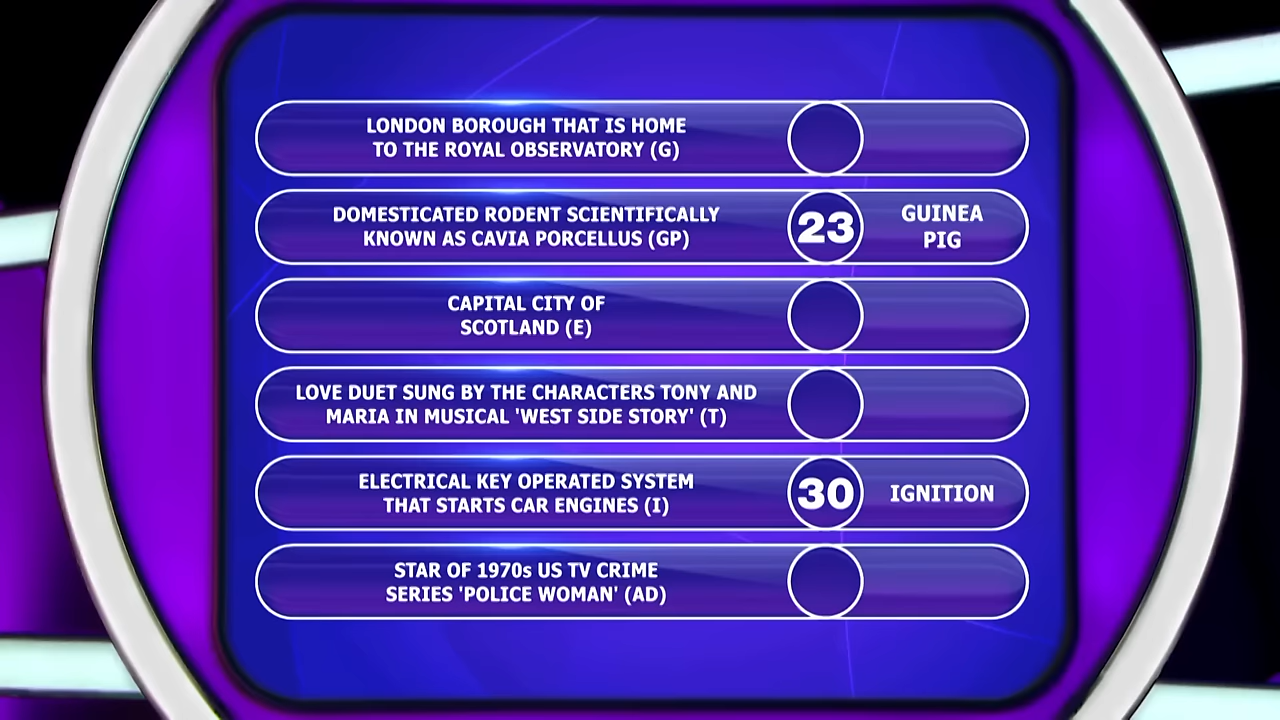 LONDON BOROUGH THAT IS HOME
TO THE ROYAL OBSERVATORY (G)
DOMESTICATED RODENT SCIENTIFICALLY
KNOWN AS CAVIA PORCELLUS (GP)
23
GUINEA
PIG
CAPITAL CITY OF
SCOTLAND (E)
LOVE DUET SUNG BY THE CHARACTERS TONY AND
MARIA IN MUSICAL 'WEST SIDE STORY' (T)
ELECTRICAL KEY OPERATED SYSTEM
THAT STARTS CAR ENGINES (I)
30
IGNITION
STAR OF 1970s US TV CRIME
SERIES 'POLICE WOMAN' (AD)